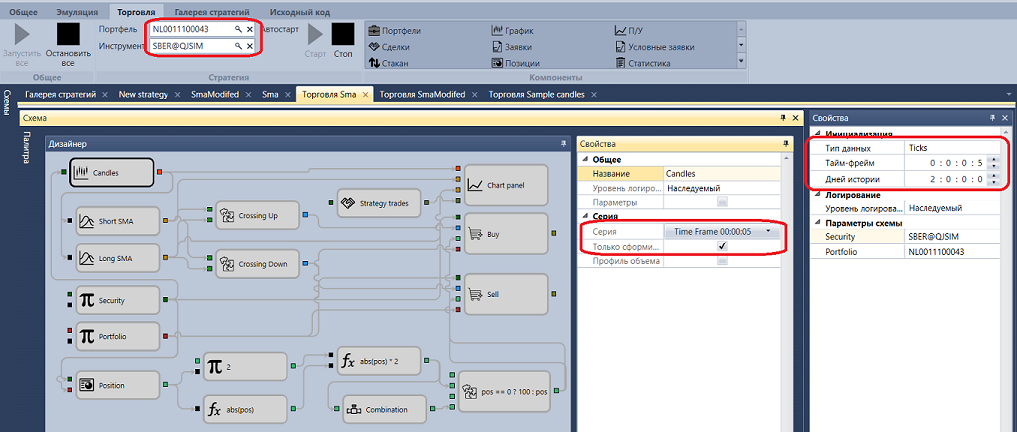 Общее Эмуляция Торговля Галерея стратегий Исходный код
Запустить все
Остановить все
Общее
Портфель NL0011100043
Инструмент SBER@QJSIM
Автостарт
Старт
Стоп
Стратегия
Портфели График П/У
Сделки Заявки Условные заявки
Стакан Позиции Статистика
Компоненты
Схемы
Галерея стратегий New strategy SmaModifed Sma Торговля Sma Торговля SmaModifed Торговля Sample candles
Схема
Палитра
Дизайнер
Candles
Short SMA
Long SMA
Security
Portfolio
Position
Crossing Up
Crossing Down
Strategy trades
Chart panel
Buy
Sell
2
abs(pos)
abs(pos) * 2
Combination
pos == 0 ? 100 : pos
Свойства
Общее
Название Candles
Уровень логиро... Наследуемый
Параметры
Серия
Серия Time Frame 00:00:05
Только сформи...
Профиль объема
Свойства
Инициализация
Тип данных Ticks
Тайм-фрейм 0 : 0 : 0 : 5
Дней истории 2 : 0 : 0 : 0
Логирование
Уровень логирова... Наследуемый
Параметры схемы
Security SBER@QJSIM
Portfolio NL0011100043